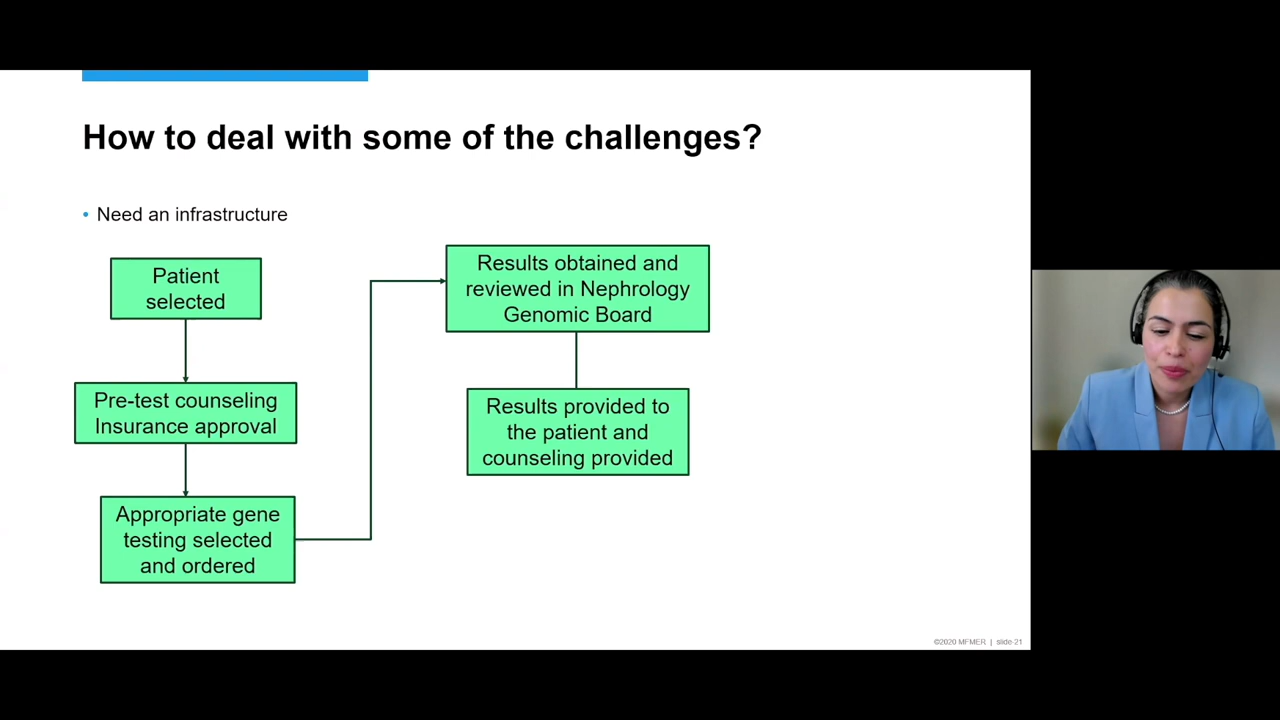 How to deal with some of the challenges?
• Need an infrastructure
Patient
selected
Pre-test counseling
Insurance approval
Appropriate gene
testing selected
and ordered
Results obtained and
reviewed in Nephrology
Genomic Board
Results provided to
the patient and
counseling provided
©2020 MFMER | slide-21